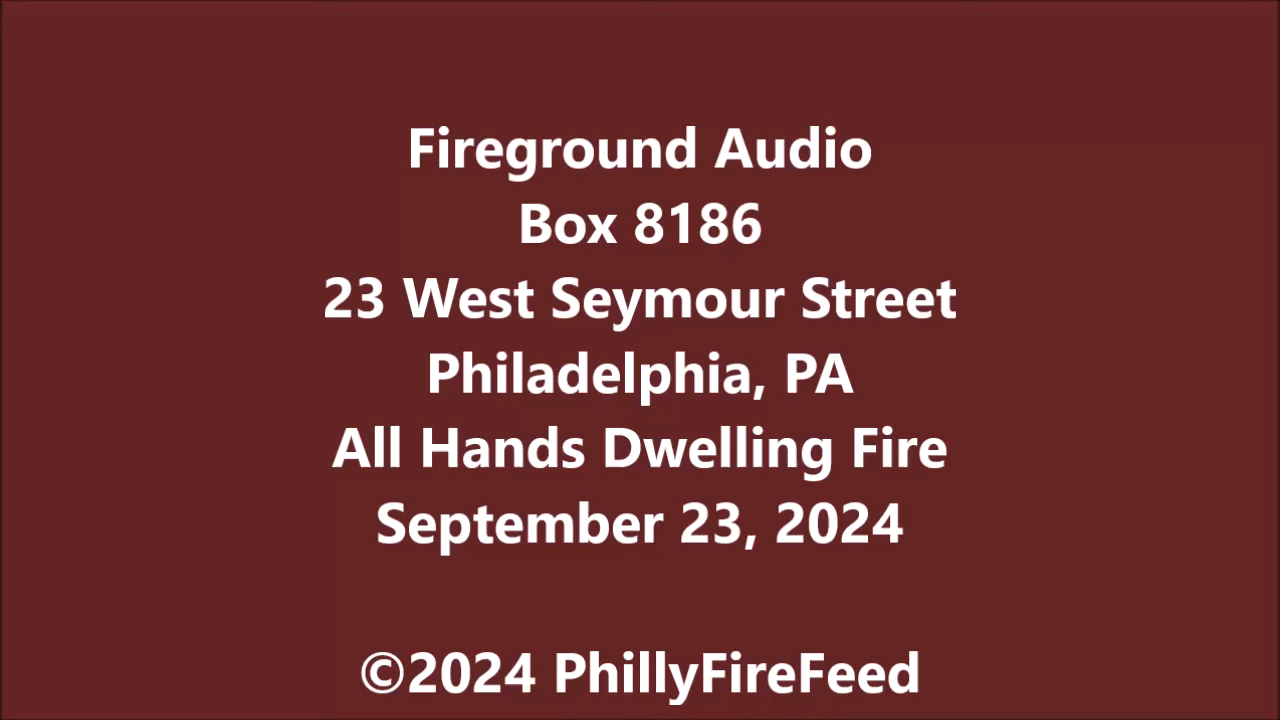 Fireground Audio
Box 8186
23 West Seymour Street
Philadelphia, PA
All Hands Dwelling Fire
September 23, 2024
©2024 PhillyFireFeed